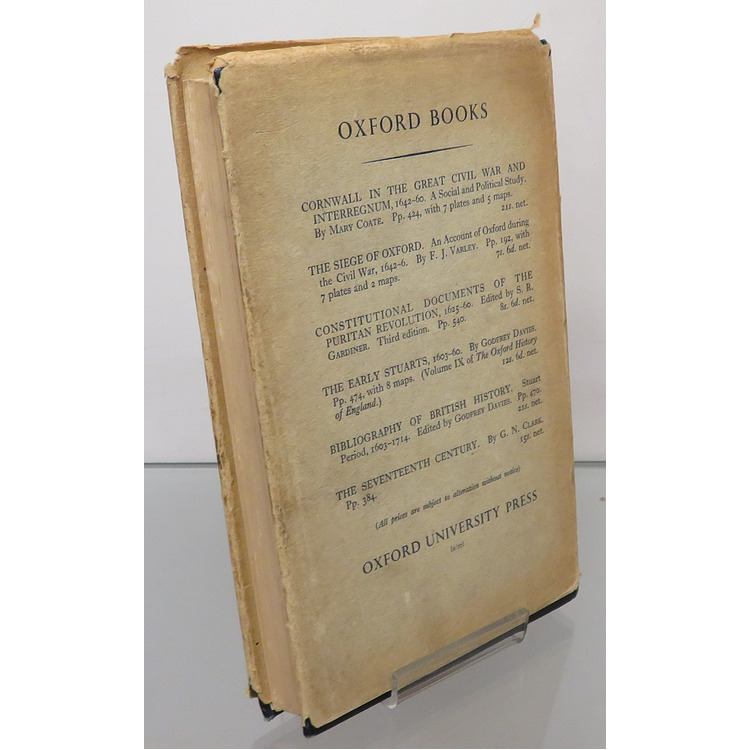 OXFORD BOOKS
CORNWALL IN THE GREAT CIVIL WAR AND
INTERREGNUM, 1642–60. A Social and Political Study.
By MARY COATE. Pp. 424, with 7 plates and 5 maps.
21s. net.
THE SIEGE OF OXFORD. An Account of Oxford during
the Civil War, 1642–6. By F. J. VARLEY. Pp. 192, with
7 plates and 2 maps. 7s. 6d. net.
CONSTITUTIONAL DOCUMENTS OF THE
PURITAN REVOLUTION, 1625–60. Edited by S. R.
GARDINER. Third edition. Pp. 540. 8s. 6d. net.
THE EARLY STUARTS, 1603–60. By GODFREY DAVIES.
Pp. 474, with 8 maps. (Volume IX of The Oxford History
of England.) 12s. 6d. net.
BIBLIOGRAPHY OF BRITISH HISTORY. Stuart
Period, 1603–1714. Edited by GODFREY DAVIES. Pp. 470.
21s. net.
THE SEVENTEENTH CENTURY. By G. N. CLARK.
Pp. 384. 15s. net.
(All prices are subject to alteration without notice)
OXFORD UNIVERSITY PRESS